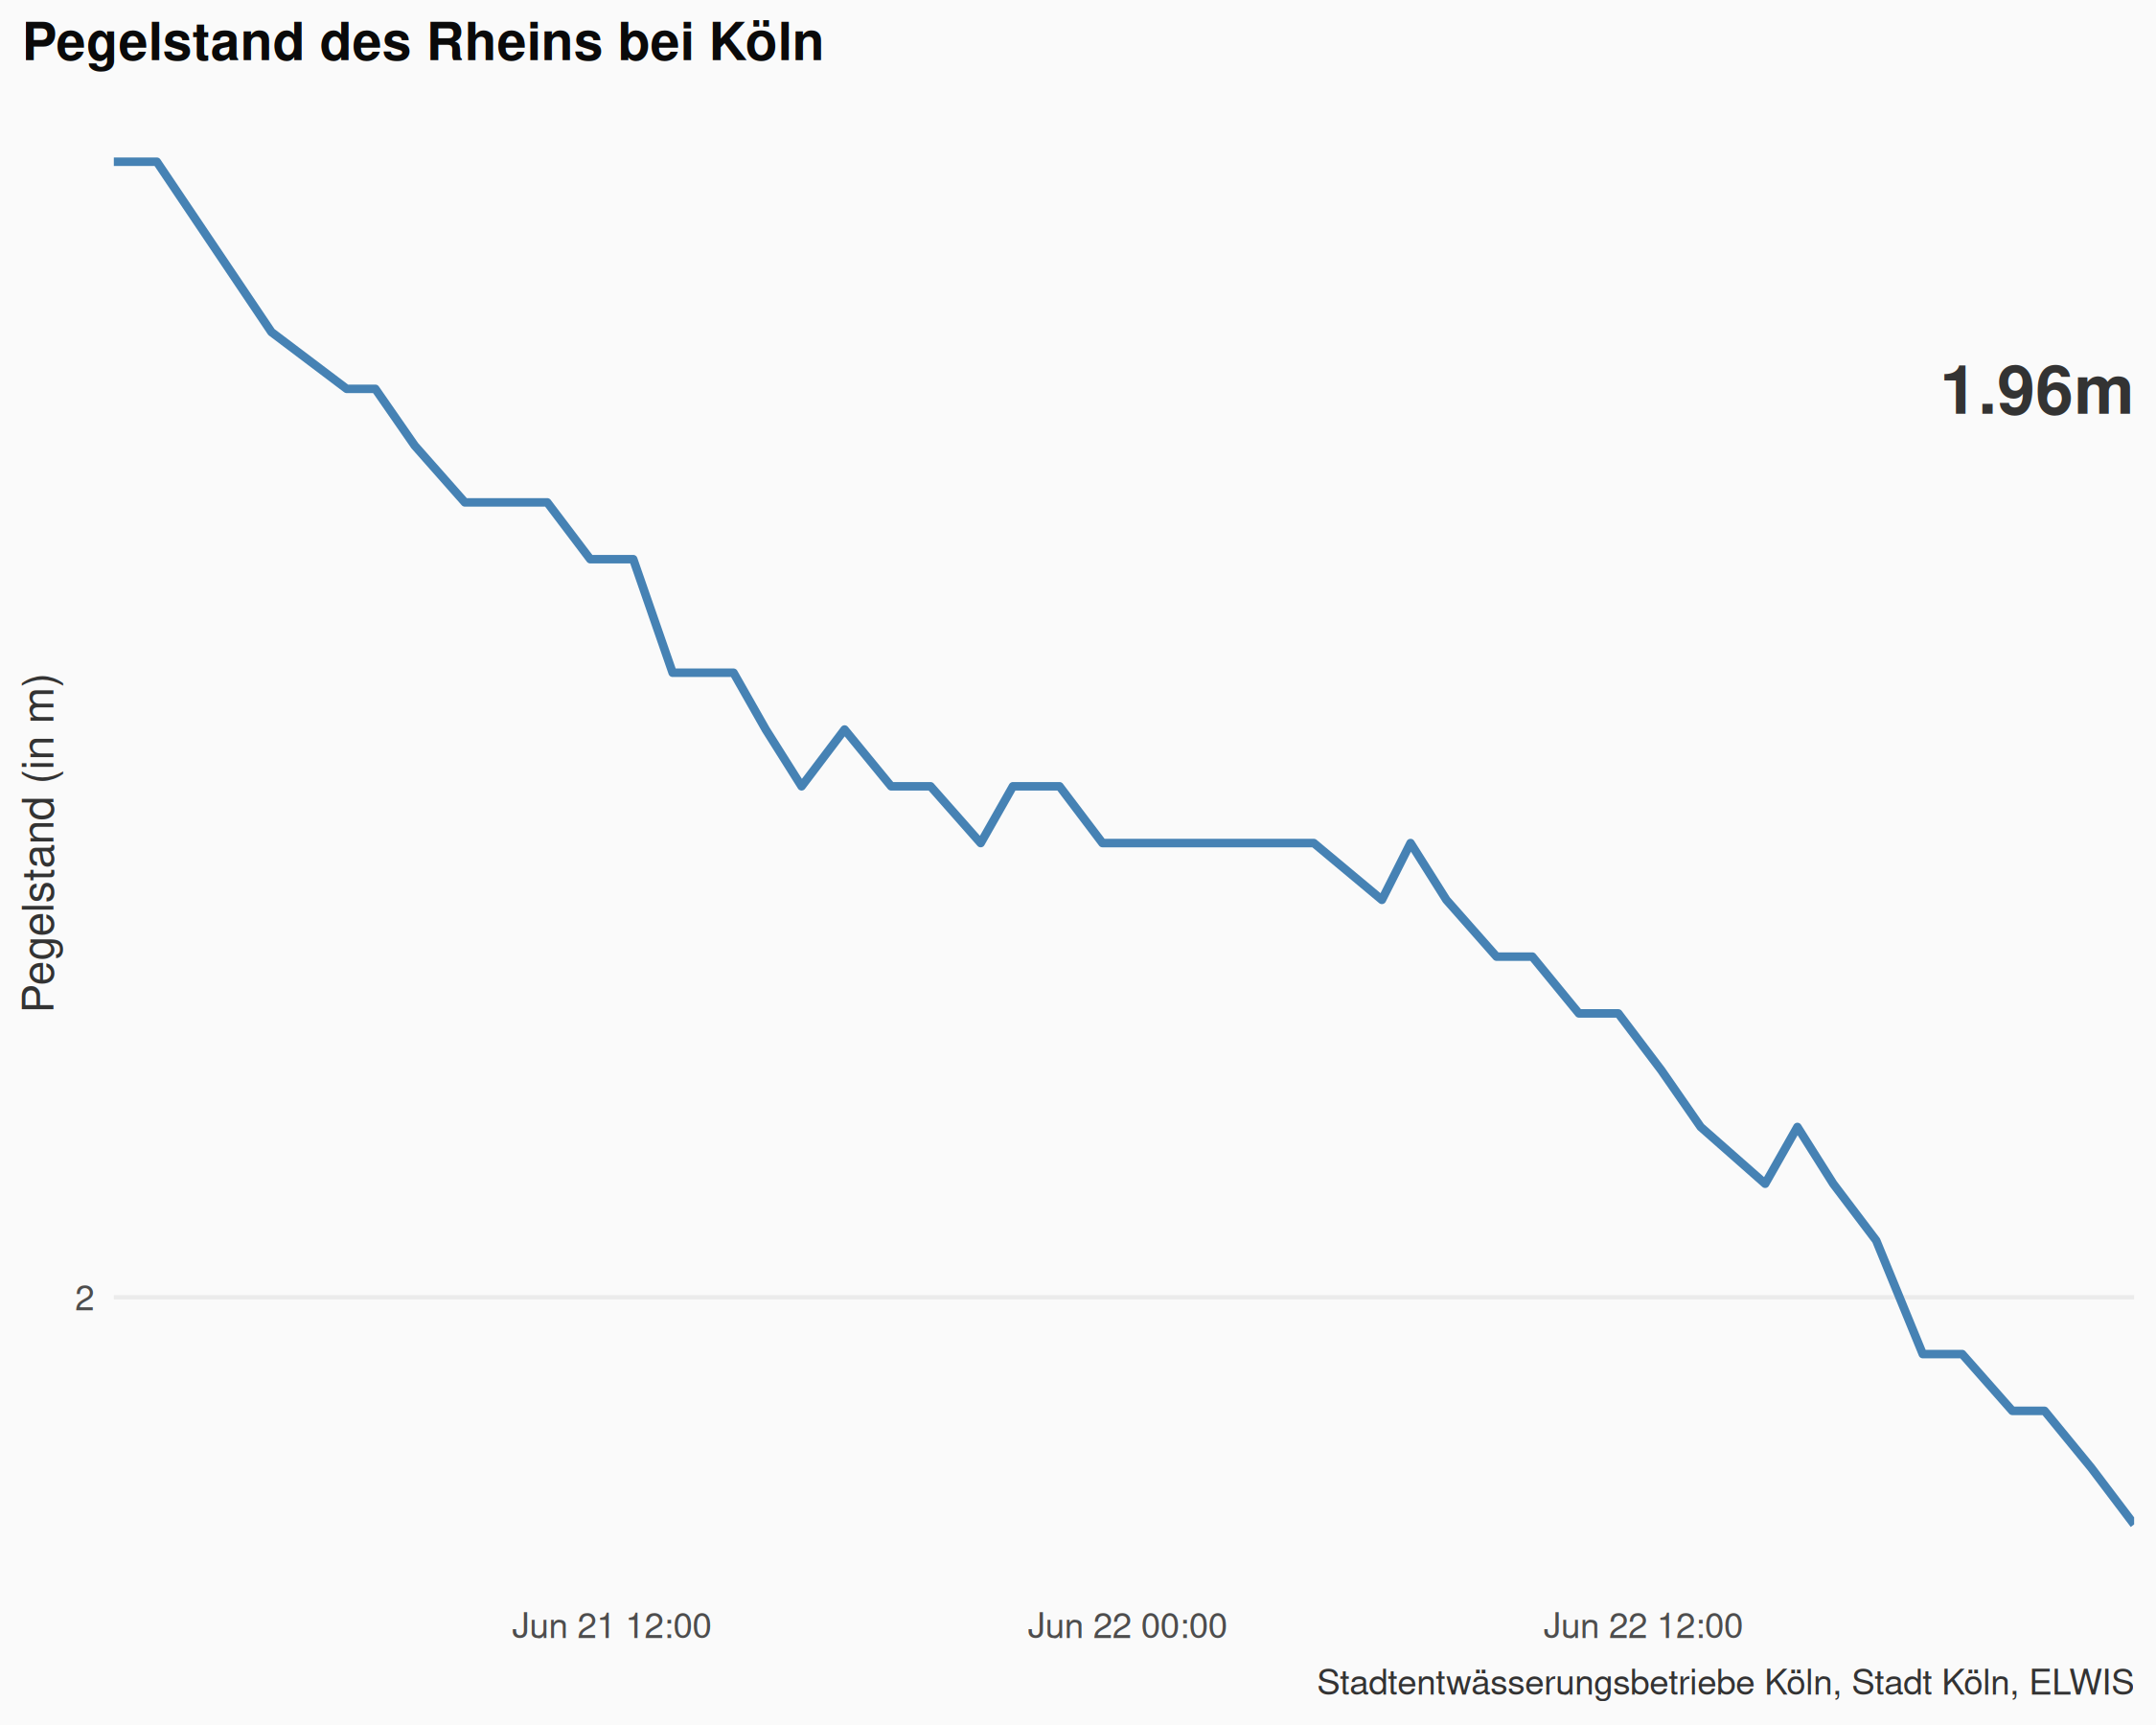 Pegelstand des Rheins bei Köln
1.96m
Pegelstand (in m)
2
Jun 21 12:00
Jun 22 00:00
Jun 22 12:00
Stadtentwässerungsbetriebe Köln, Stadt Köln, ELWIS